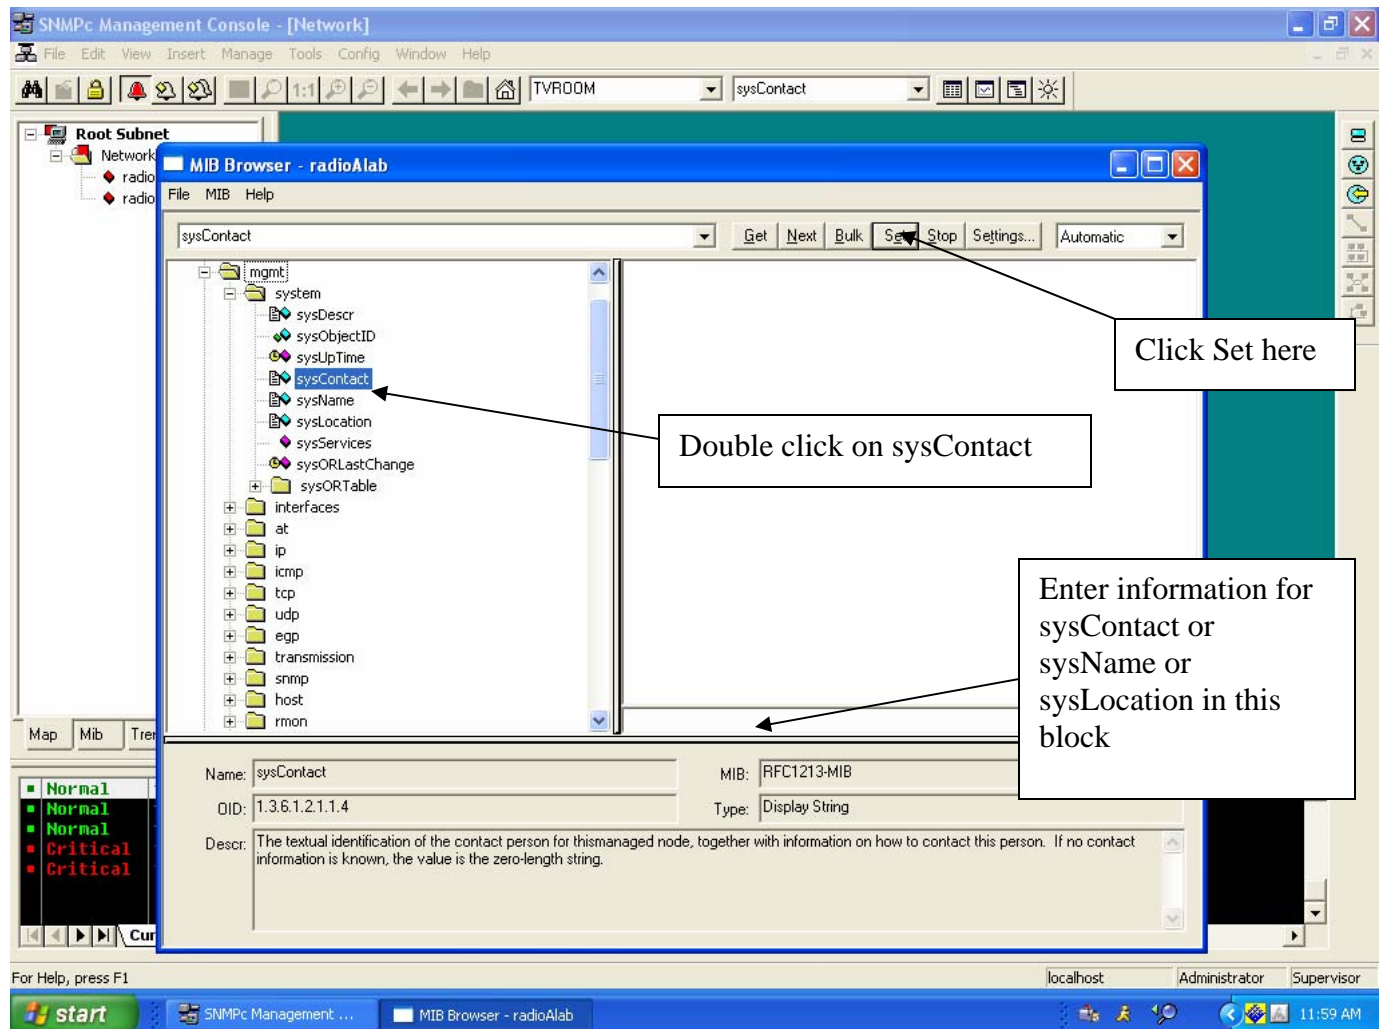 SNMPc Management Console - [Network]
File Edit View Insert Manage Tools Config Window Help
1:1 TVROOM sysContact
Root Subnet
Network
radio
radio
MIB Browser - radioAlab
File MIB Help
sysContact Get Next Bulk Set Stop Settings... Automatic
mgmt
system
sysDescr
sysObjectID
sysUpTime
sysContact
sysName
sysLocation
sysServices
sysORLastChange
sysORTable
interfaces
at
ip
icmp
tcp
udp
egp
transmission
snmp
host
rmon
Click Set here
Double click on sysContact
Enter information for
sysContact or
sysName or
sysLocation in this
block
Map Mib Tre
Name: sysContact MIB: RFC1213-MIB
OID: 1.3.6.1.2.1.1.4 Type: Display String
Descr: The textual identification of the contact person for thismanaged node, together with information on how to contact this person. If no contact
information is known, the value is the zero-length string.
Normal
Normal
Normal
Critical
Critical
Cur
For Help, press F1 localhost Administrator Supervisor
start SNMPc Management ... MIB Browser - radioAlab 11:59 AM